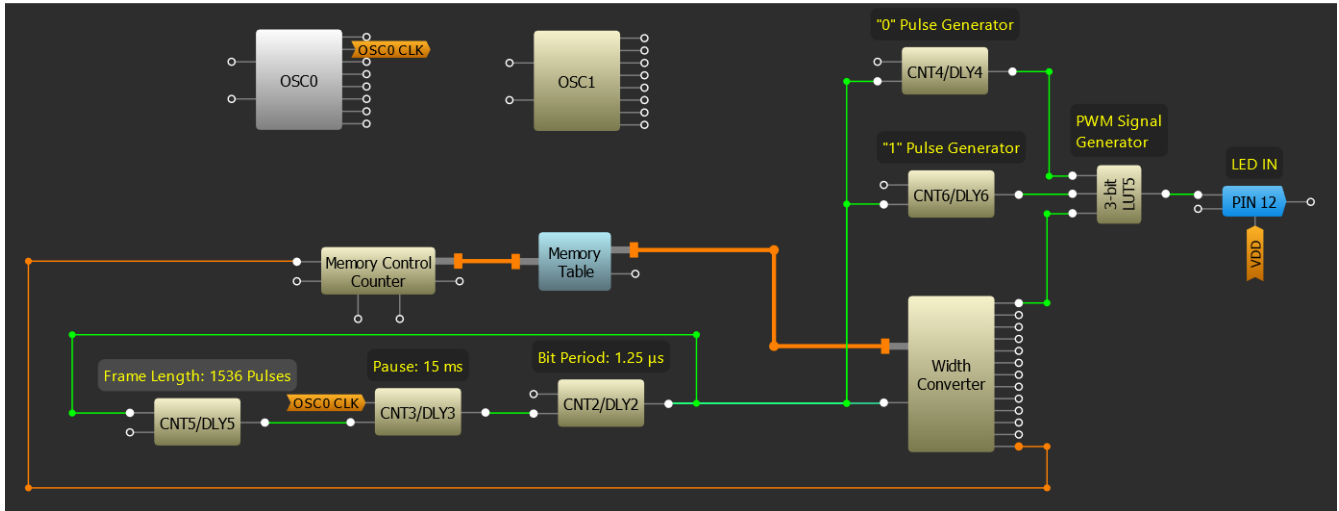 "0" Pulse Generator
OSC0 CLK
OSC0
OSC1
CNT4/DLY4
PWM Signal
Generator
"1" Pulse Generator
LED IN
CNT6/DLY6
3-bit
LUT5
PIN 12
VDD
Memory Control
Counter
Memory
Table
Bit Period: 1.25 µs
Pause: 15 ms
Frame Length: 1536 Pulses
Width
Converter
OSC0 CLK
CNT2/DLY2
CNT3/DLY3
CNT5/DLY5